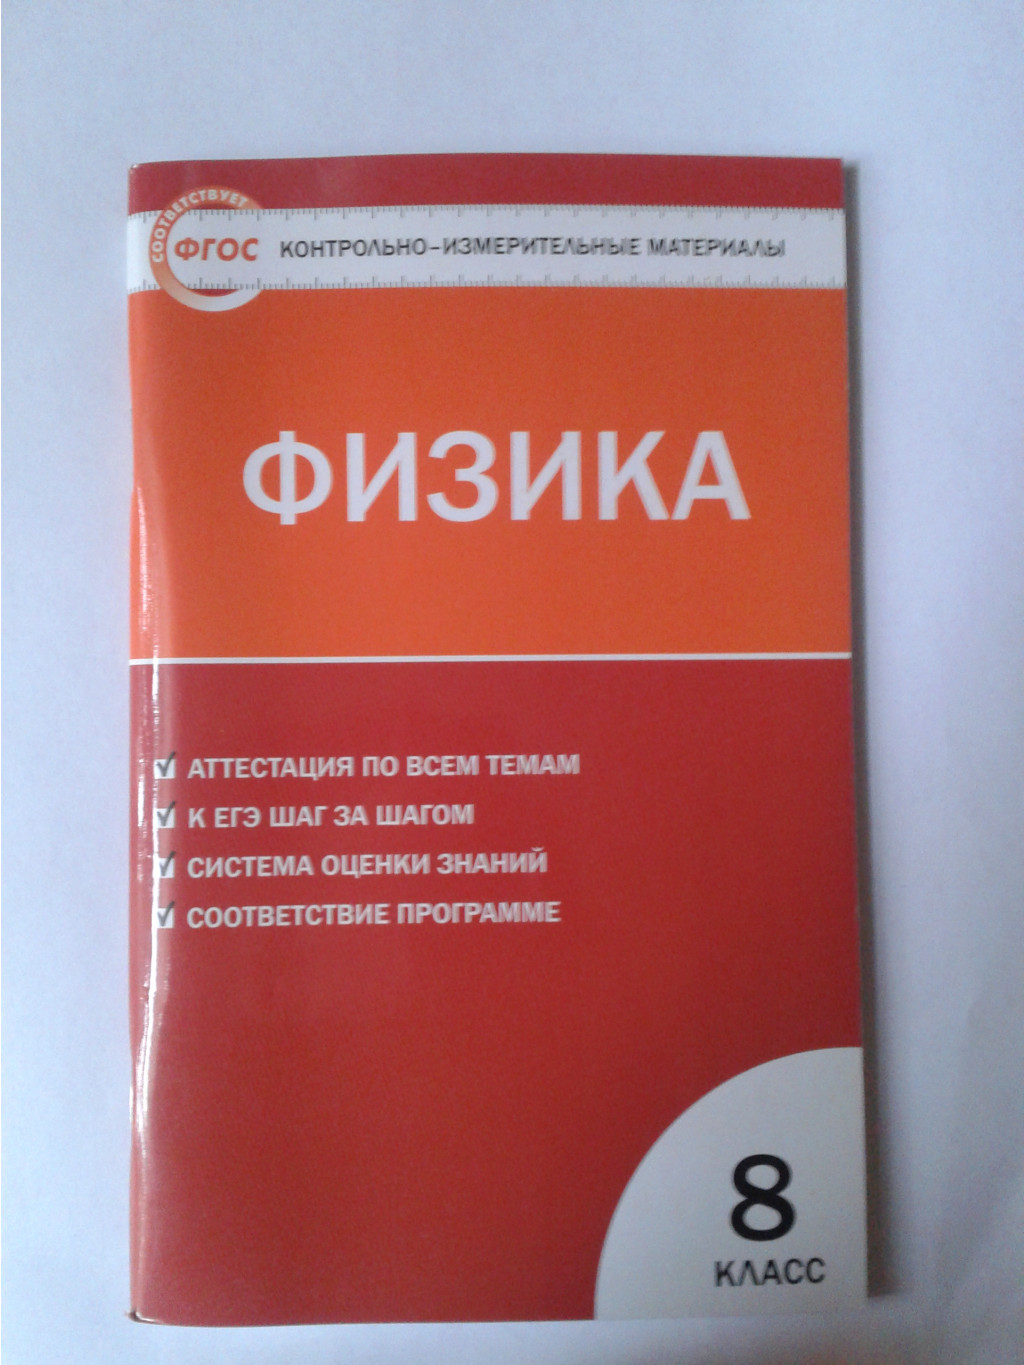 СООТВЕТСТВУЕТ
ФГОС
КОНТРОЛЬНО-ИЗМЕРИТЕЛЬНЫЕ МАТЕРИАЛЫ
ФИЗИКА
АТТЕСТАЦИЯ ПО ВСЕМ ТЕМАМ
К ЕГЭ ШАГ ЗА ШАГОМ
СИСТЕМА ОЦЕНКИ ЗНАНИЙ
СООТВЕТСТВИЕ ПРОГРАММЕ
8
КЛАСС